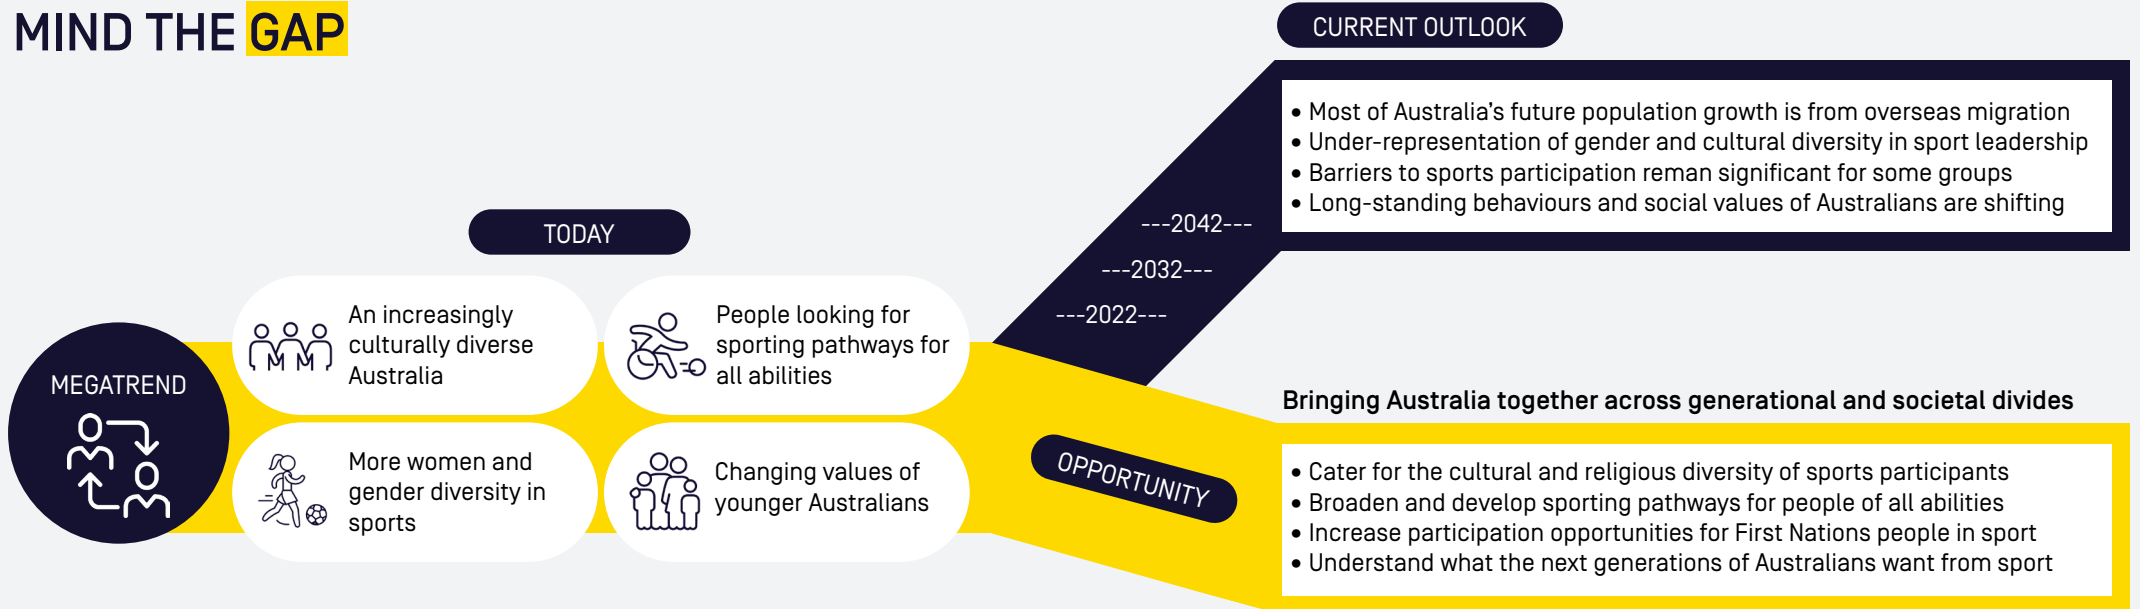 MIND THE GAP
MEGATREND
TODAY
An increasingly
culturally diverse
Australia
People looking for
sporting pathways for
all abilities
More women and
gender diversity in
sports
Changing values of
younger Australians
---2042---
---2032---
---2022---
CURRENT OUTLOOK
• Most of Australia's future population growth is from overseas migration
• Under-representation of gender and cultural diversity in sport leadership
• Barriers to sports participation reman significant for some groups
• Long-standing behaviours and social values of Australians are shifting
OPPORTUNITY
Bringing Australia together across generational and societal divides
• Cater for the cultural and religious diversity of sports participants
• Broaden and develop sporting pathways for people of all abilities
• Increase participation opportunities for First Nations people in sport
• Understand what the next generations of Australians want from sport